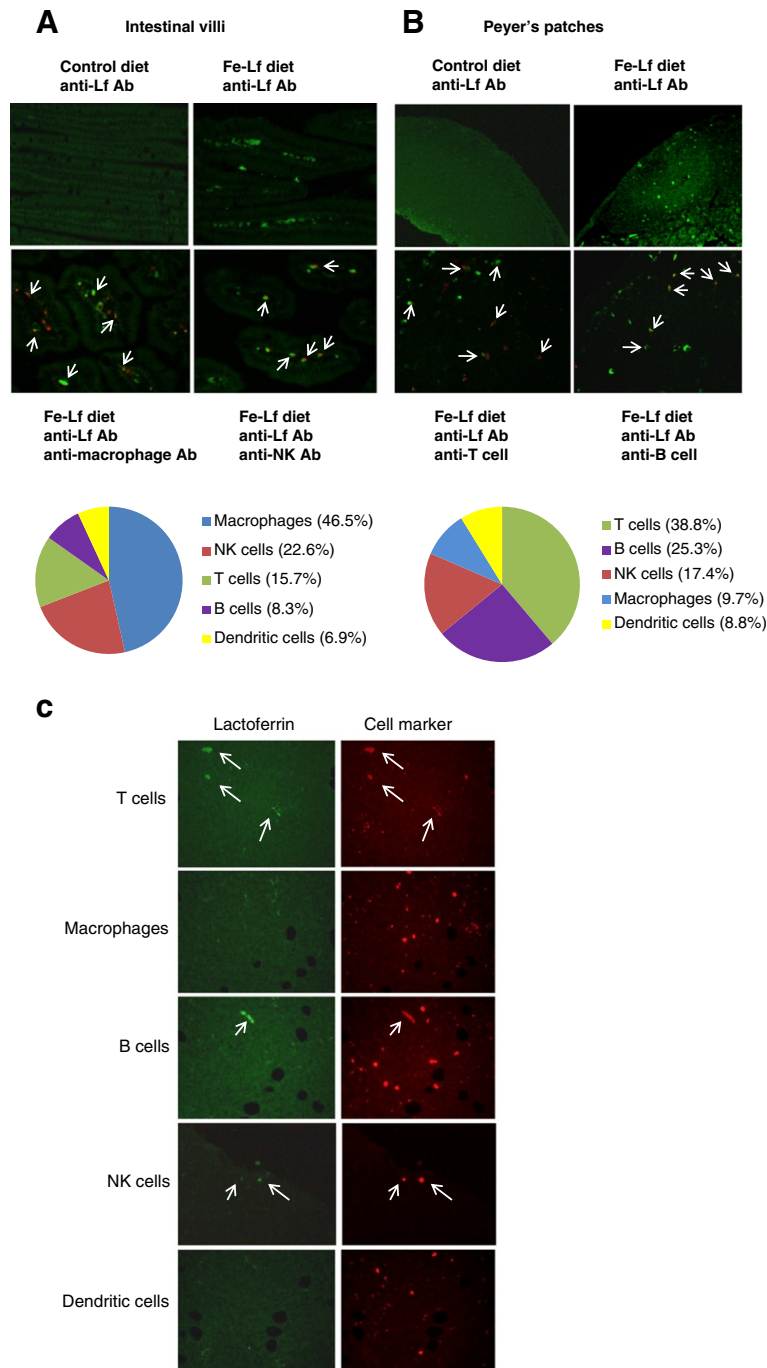 A
Intestinal villi
B
Peyer's patches
Control diet
anti-Lf Ab
Fe-Lf diet
anti-Lf Ab
Control diet
anti-Lf Ab
Fe-Lf diet
anti-Lf Ab
Fe-Lf diet
anti-Lf Ab
anti-macrophage Ab
Fe-Lf diet
anti-Lf Ab
anti-NK Ab
Fe-Lf diet
anti-Lf Ab
anti-T cell
Fe-Lf diet
anti-Lf Ab
anti-B cell
Macrophages (46.5%)
NK cells (22.6%)
T cells (15.7%)
B cells (8.3%)
Dendritic cells (6.9%)
T cells (38.8%)
B cells (25.3%)
NK cells (17.4%)
Macrophages (9.7%)
Dendritic cells (8.8%)
c
Lactoferrin
Cell marker
T cells
Macrophages
B cells
NK cells
Dendritic cells